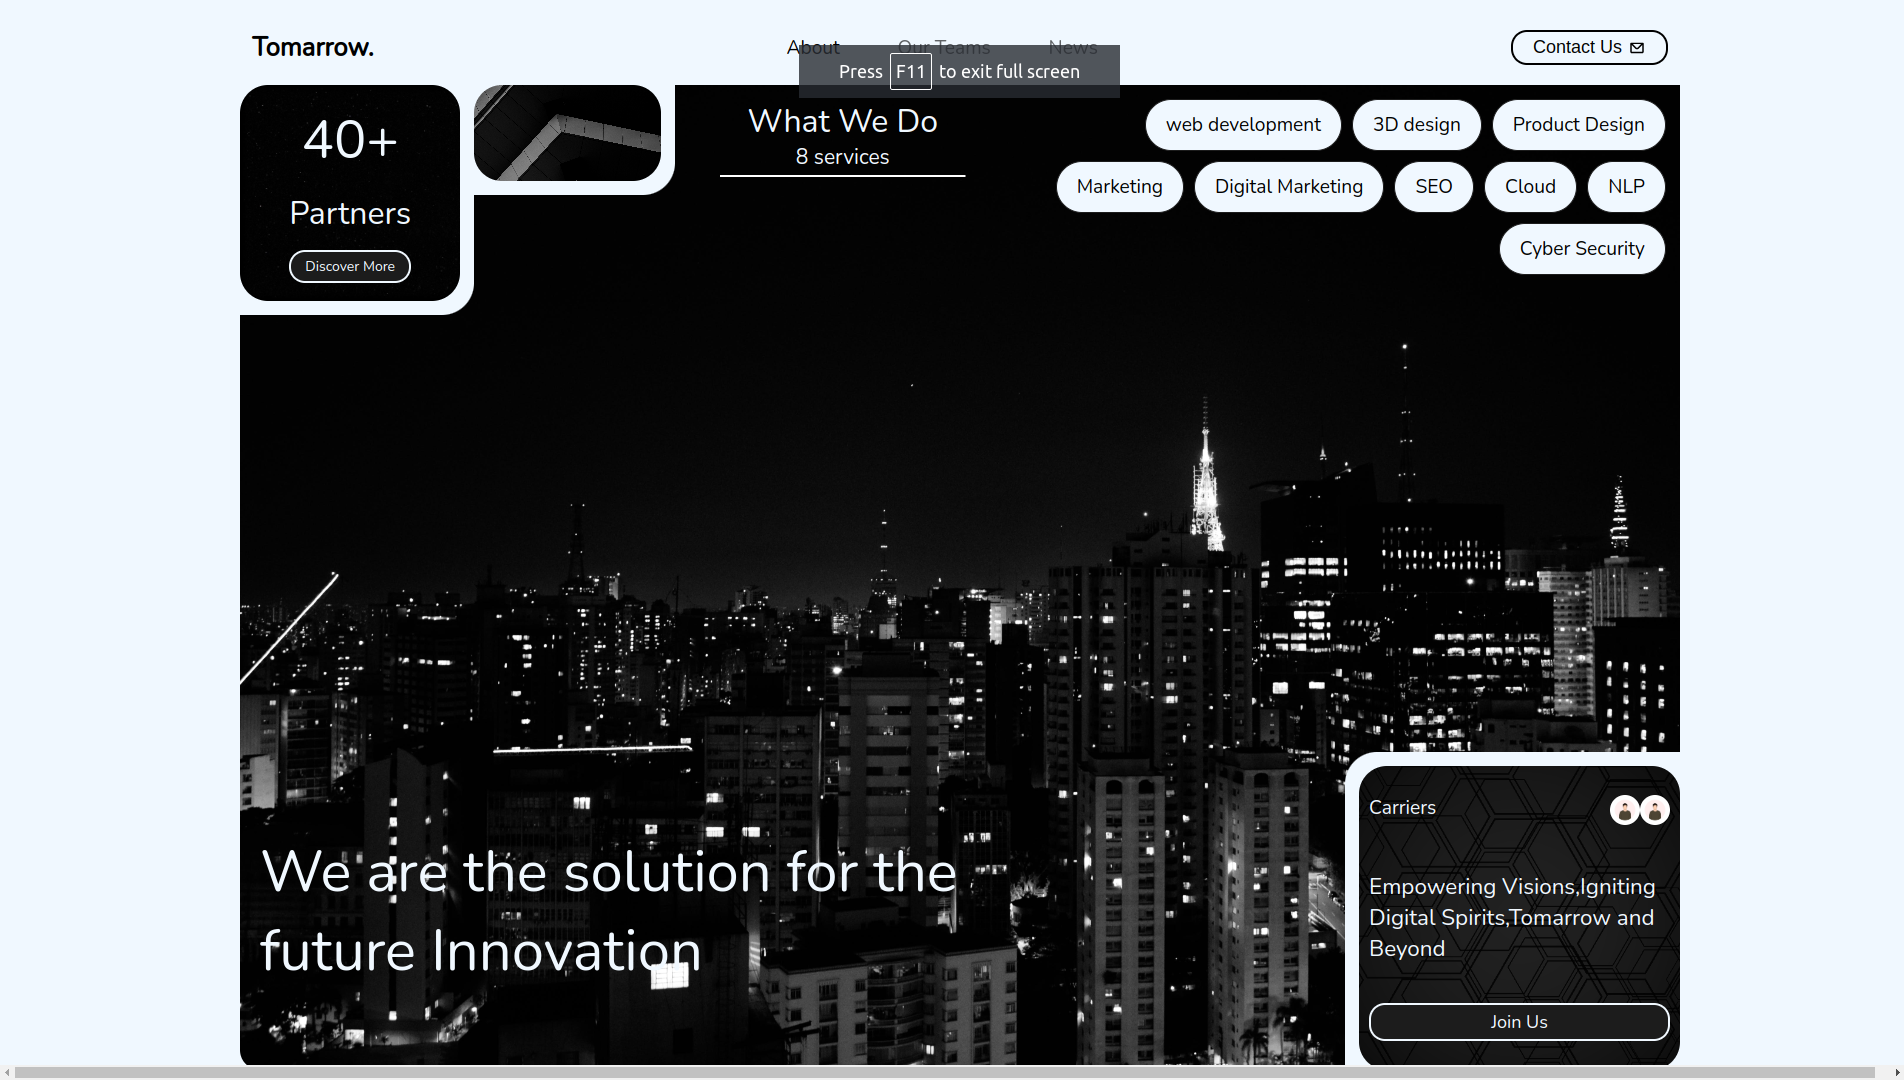 Tomarrow.
About
Our Teams
News
Contact Us
Press F11 to exit full screen
40+
Partners
Discover More
What We Do
8 services
web development
3D design
Product Design
Marketing
Digital Marketing
SEO
Cloud
NLP
Cyber Security
We are the solution for the
future Innovation
Carriers
Empowering Visions,Igniting
Digital Spirits,Tomarrow and
Beyond
Join Us